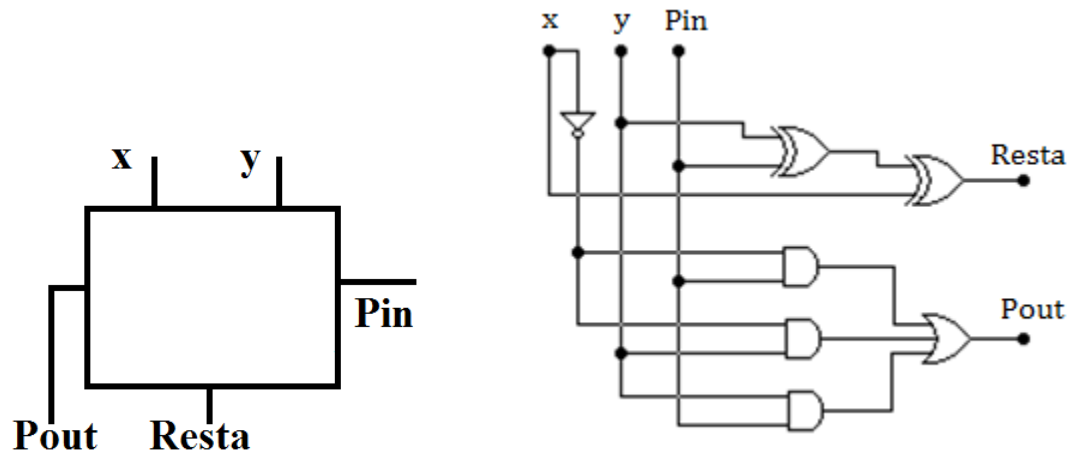 x y
Pin
Pout Resta
x y Pin
Resta
Pout